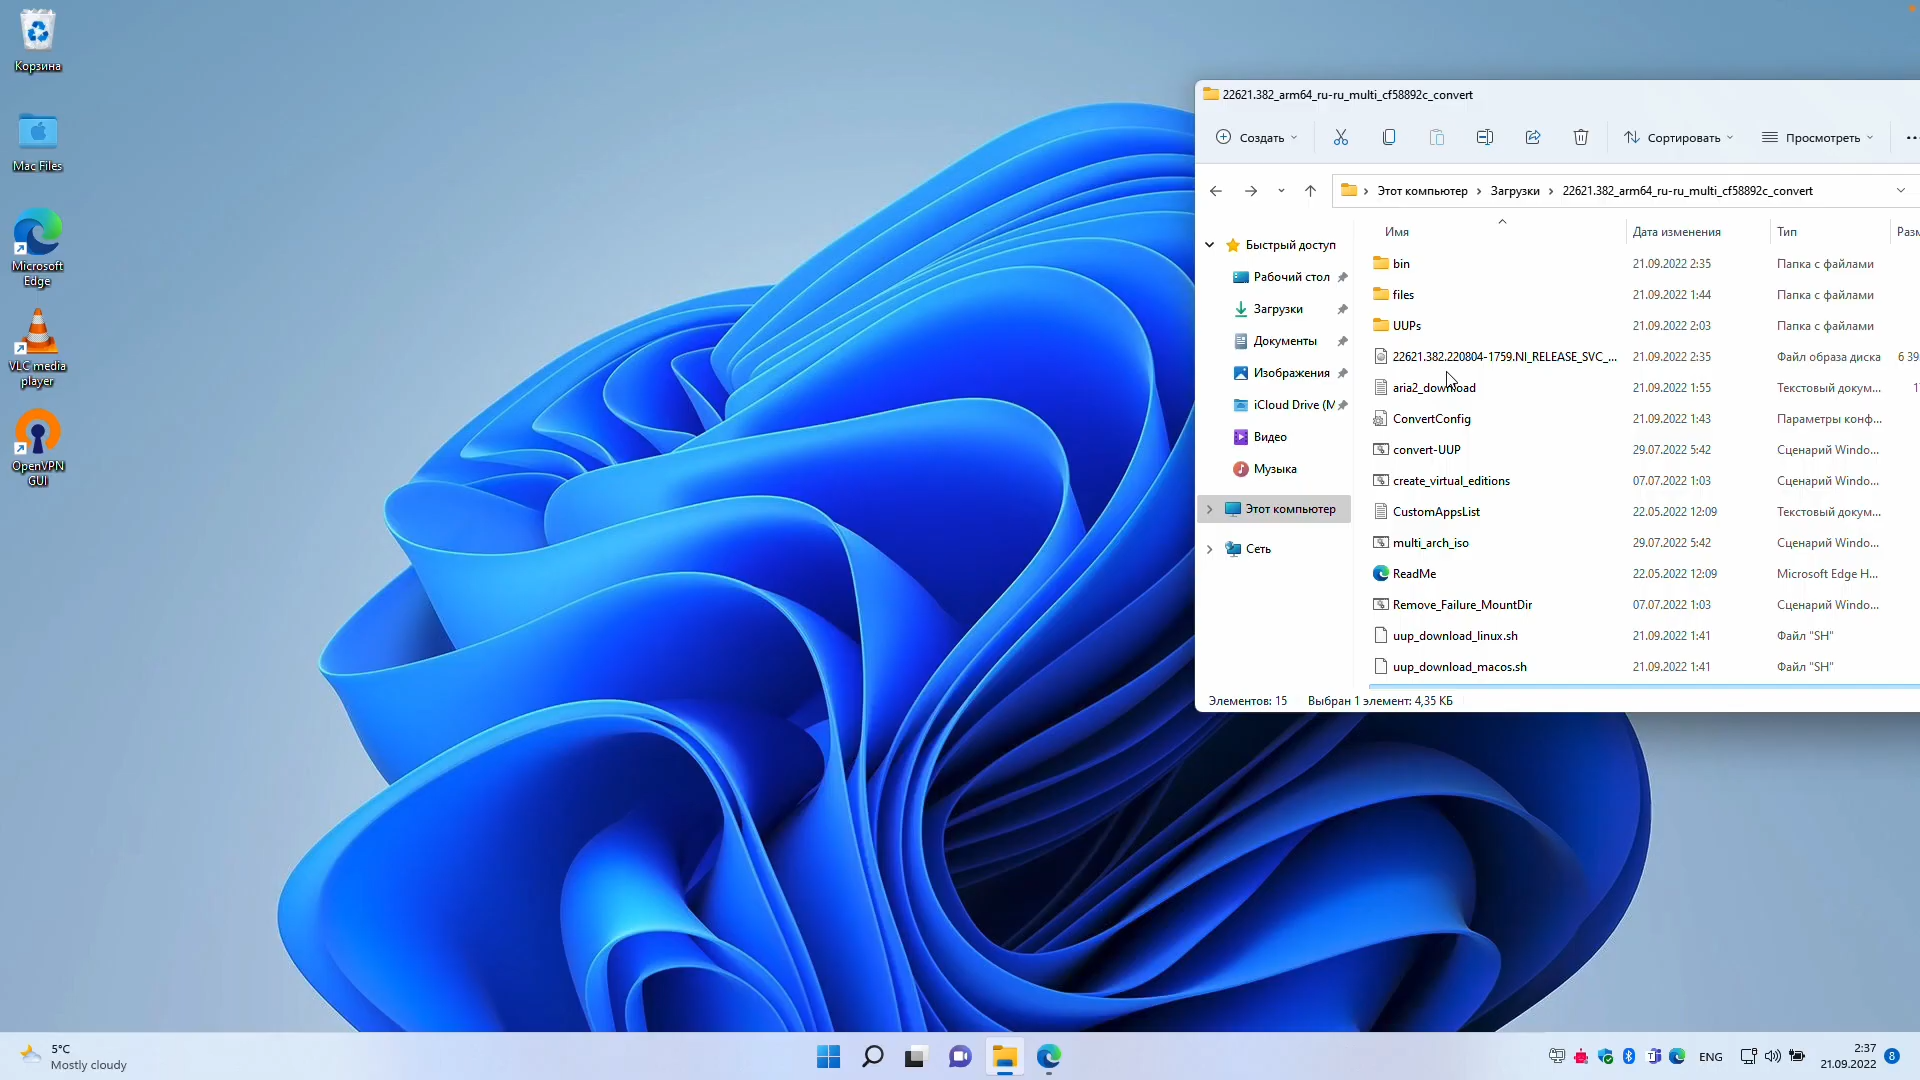 Корзина
Mac Files
Microsoft
Edge
VLC media
player
OpenVPN
GUI
22621.382_arm64_ru-ru_multi_cf58892c_convert
Создать
Сортировать
Просмотреть
Этот компьютер
Загрузки
22621.382_arm64_ru-ru_multi_cf58892c_convert
Быстрый доступ
Рабочий стол
Загрузки
Документы
Изображения
iCloud Drive (M
Видео
Музыка
Этот компьютер
Сеть
Имя Дата изменения Тип Разм
bin 21.09.2022 2:35 Папка с файлами
files 21.09.2022 1:44 Папка с файлами
UUPs 21.09.2022 2:03 Папка с файлами
22621.382.220804-1759.NI_RELEASE_SVC_... 21.09.2022 2:35 Файл образа диска 6 39
aria2_download 21.09.2022 1:55 Текстовый докум...
ConvertConfig 21.09.2022 1:43 Параметры конф...
convert-UUP 29.07.2022 5:42 Сценарий Windo...
create_virtual_editions 07.07.2022 1:03 Сценарий Windo...
CustomAppsList 22.05.2022 12:09 Текстовый докум...
multi_arch_iso 29.07.2022 5:42 Сценарий Windo...
ReadMe 22.05.2022 12:09 Microsoft Edge H...
Remove_Failure_MountDir 07.07.2022 1:03 Сценарий Windo...
uup_download_linux.sh 21.09.2022 1:41 Файл "SH"
uup_download_macos.sh 21.09.2022 1:41 Файл "SH"
Элементов: 15 Выбран 1 элемент: 4,35 КБ
5°C
Mostly cloudy
ENG
2:37
21.09.2022
8